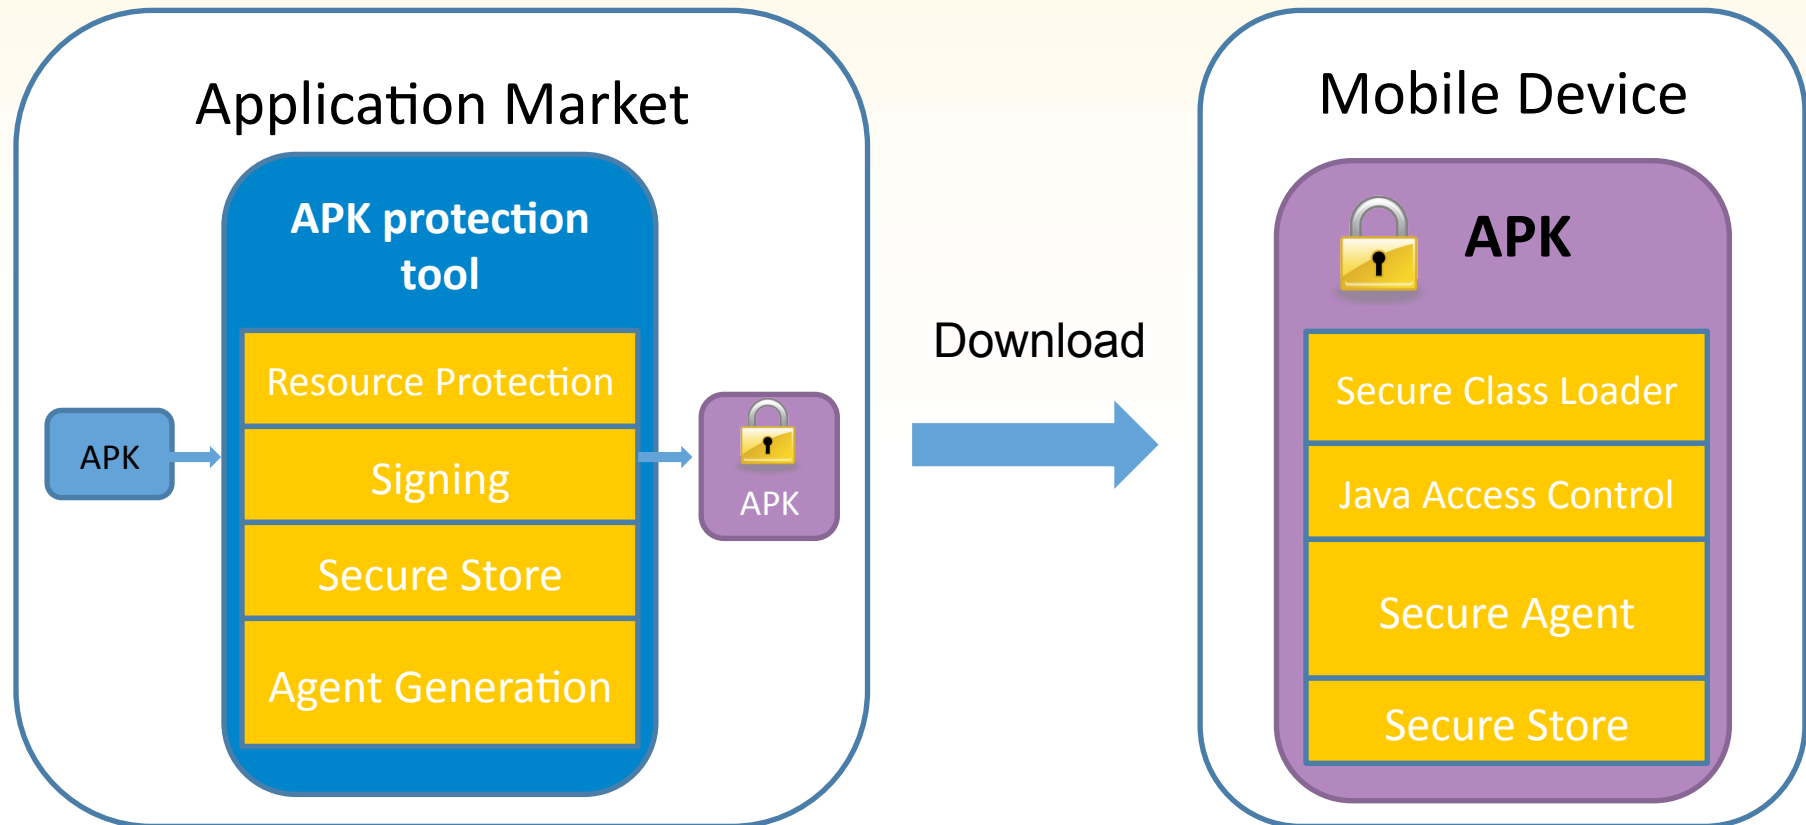 Application Market
APK protection
tool
Resource Protection
Signing
Secure Store
Agent Generation
APK
APK
Download
Mobile Device
APK
Secure Class Loader
Java Access Control
Secure Agent
Secure Store